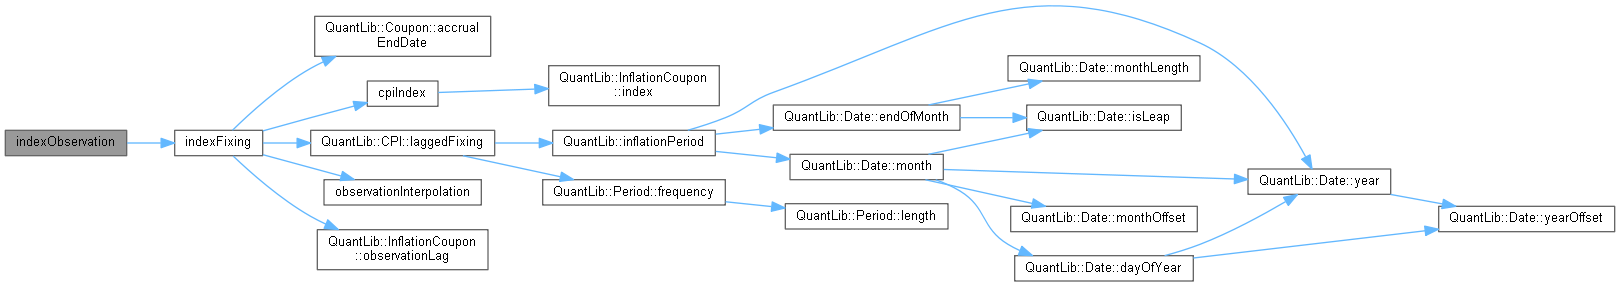 indexObservation
indexFixing
QuantLib::Coupon::accrual
EndDate
cpiIndex
QuantLib::CPI::laggedFixing
observationInterpolation
QuantLib::InflationCoupon
::observationLag
QuantLib::InflationCoupon
::index
QuantLib::inflationPeriod
QuantLib::Period::frequency
QuantLib::Date::endOfMonth
QuantLib::Date::month
QuantLib::Period::length
QuantLib::Date::monthLength
QuantLib::Date::isLeap
QuantLib::Date::monthOffset
QuantLib::Date::dayOfYear
QuantLib::Date::year
QuantLib::Date::yearOffset